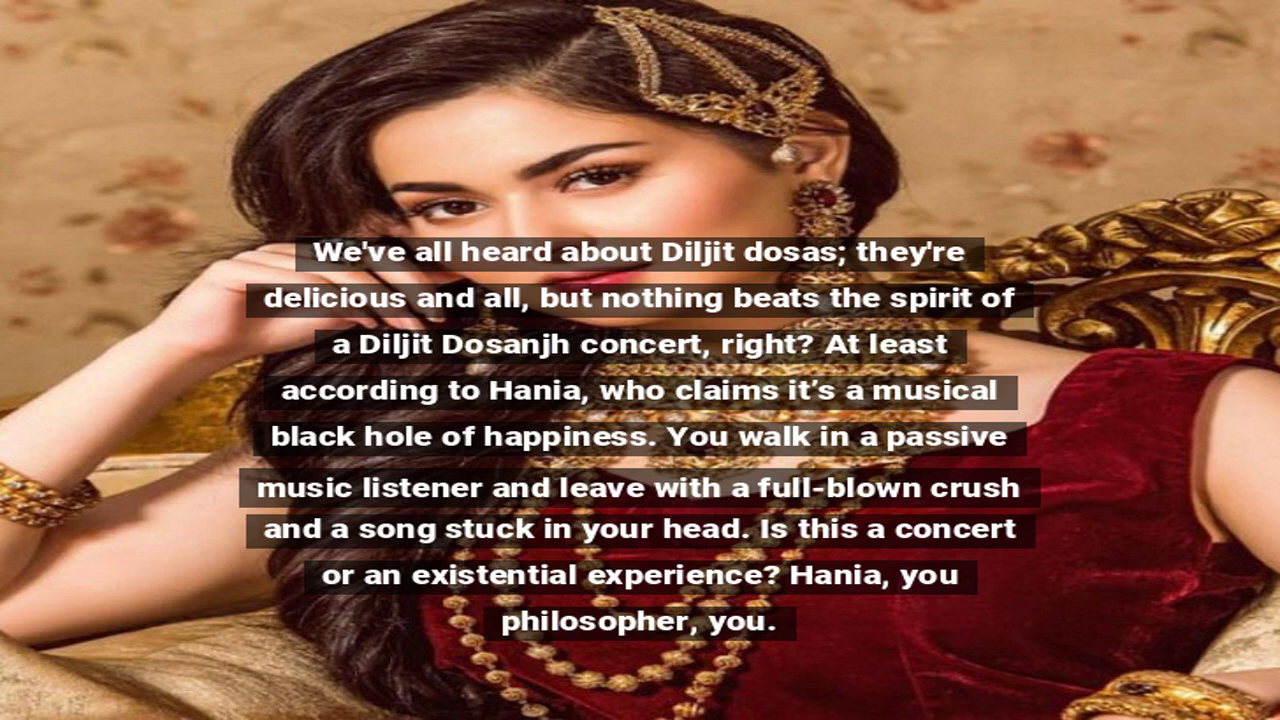 We've all heard about Diljit dosas; they're
delicious and all, but nothing beats the spirit of
a Diljit Dosanjh concert, right? At least
according to Hania, who claims it’s a musical
black hole of happiness. You walk in a passive
music listener and leave with a full-blown crush
and a song stuck in your head. Is this a concert
or an existential experience? Hania, you
philosopher, you.